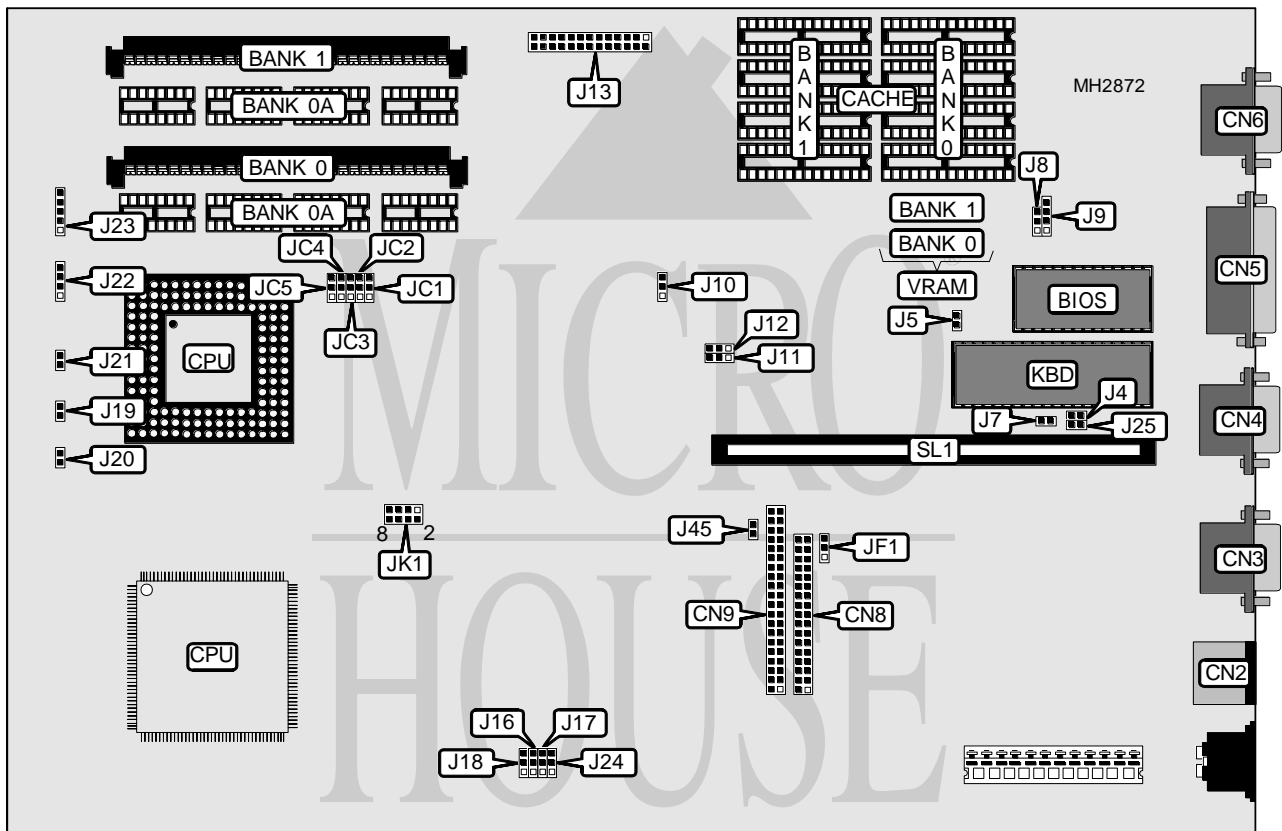 BANK 1
BANK 0A
BANK 0
BANK 0A
J13
BANK 1
CACHE
BANK 0
MH2872
CN6
J8
J9
J23
BANK 1
BANK 0
VRAM
CN5
JC4
JC2
J22
JC5
JC1
JC3
J10
BIOS
J5
J12
J11
CPU
J21
KBD
J19
J7
J4
J25
CN4
J20
SL1
MICRO
8
2
JK1
J45
JF1
CN3
HOUSE
CN9
CN8
CPU
CN2
J16
J17
J18
J24